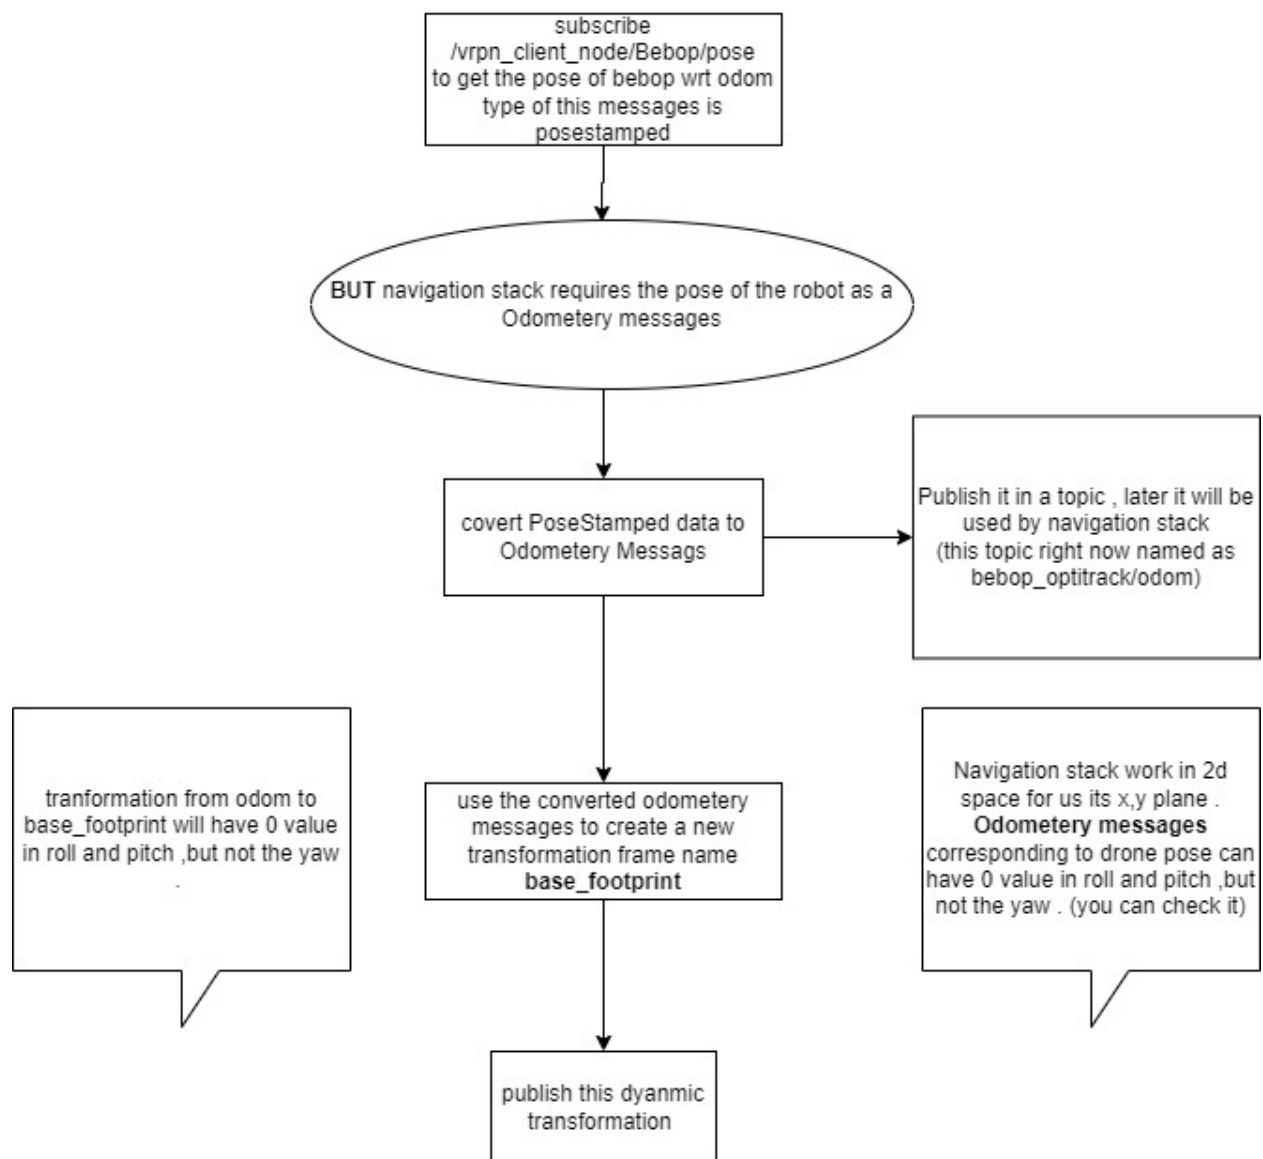 subscribe
/vrpn_client_node/Bebop/pose
to get the pose of bebop wrt odom
type of this messages is
posestamped
BUT navigation stack requires the pose of the robot as a
Odometery messages
covert PoseStamped data to
Odometery Messags
Publish it in a topic , later it will be
used by navigation stack
(this topic right now named as
bebop_optitrack/odom)
tranformation from odom to
base_footprint will have 0 value
in roll and pitch ,but not the yaw
.
use the converted odometery
messages to create a new
transformation frame name
base_footprint
Navigation stack work in 2d
space for us its x,y plane .
Odometery messages
corresponding to drone pose can
have 0 value in roll and pitch ,but
not the yaw . (you can check it)
publish this dyanmic
transformation